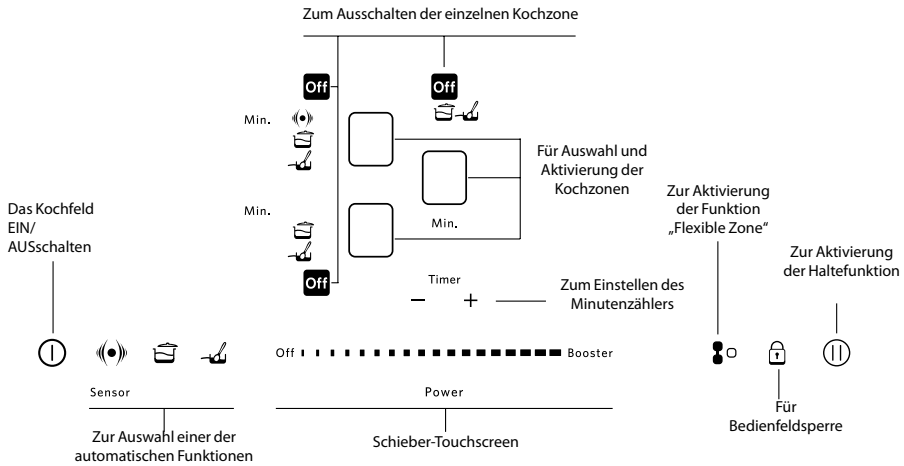 Zum Ausschalten der einzelnen Kochzone
Off
Off
Min.
Für Auswahl und
Aktivierung der
Kochzonen
Zur Aktivierung
der Funktion
„Flexible Zone“
Das Kochfeld
EIN/
AUSschalten
Min.
Min.
Zur Aktivierung
der Haltefunktion
Off
Timer
− +
Zum Einstellen des
Minutenzählers
Off
Booster
Sensor
Power
Zur Auswahl einer der
automatischen Funktionen
Schieber-Touchscreen
Für
Bedienfeldsperre